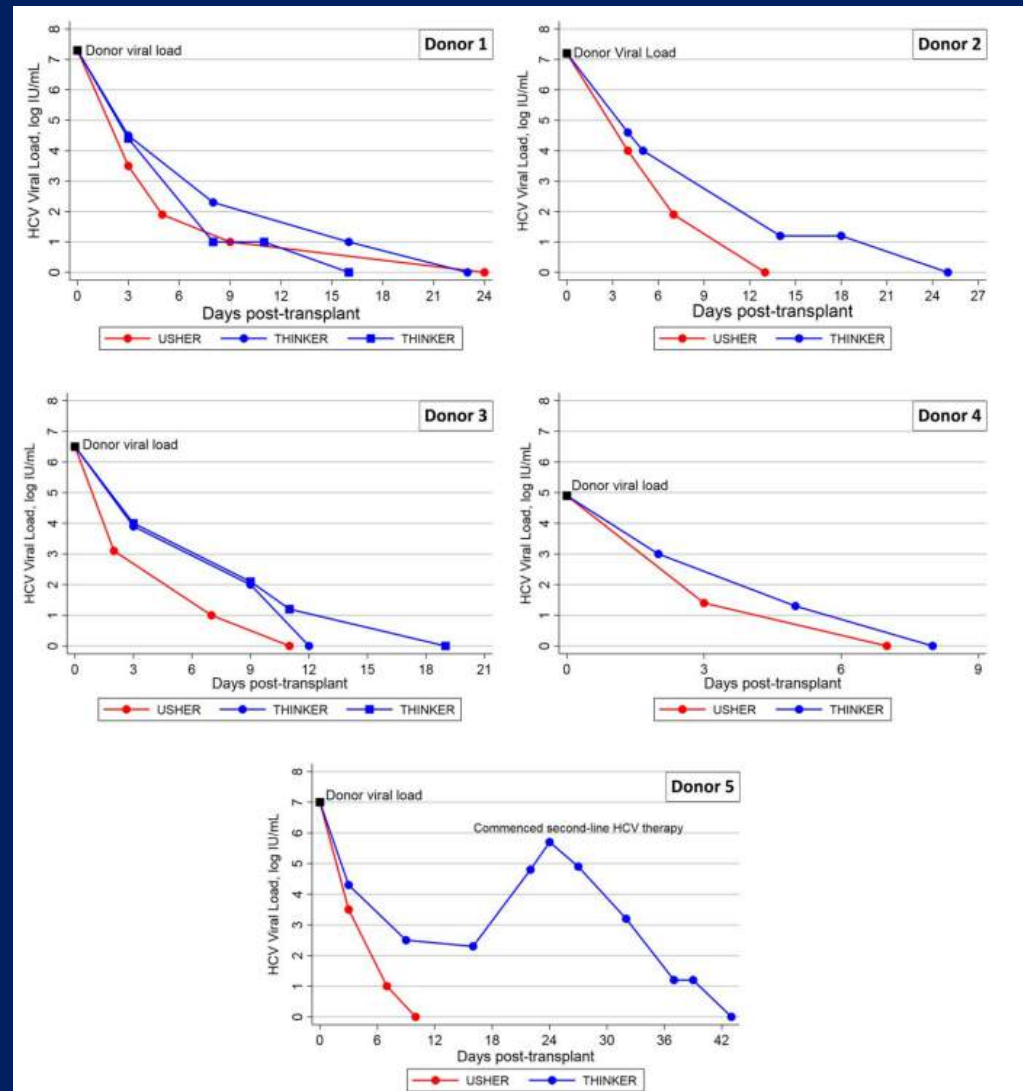 Donor 1
Donor viral load
HCV Viral Load, log IU/mL
8
7
6
5
4
3
2
1
0
0 3 6 9 12 15 18 21 24
Days post-transplant
USHER THINKER THINKER
Donor 2
Donor Viral Load
HCV Viral Load, log IU/mL
8
7
6
5
4
3
2
1
0
0 3 6 9 12 15 18 21 24 27
Days post-transplant
USHER THINKER
Donor 3
Donor viral load
HCV Viral Load, log IU/mL
8
7
6
5
4
3
2
1
0
0 3 6 9 12 15 18 21
Days post-transplant
USHER THINKER THINKER
Donor 4
Donor viral load
HCV Viral Load, log IU/mL
8
7
6
5
4
3
2
1
0
0 3 6 9
Days post-transplant
USHER THINKER
Donor 5
Donor viral load
Commenced second-line HCV therapy
HCV Viral Load, log IU/mL
8
7
6
5
4
3
2
1
0
0 6 12 18 24 30 36 42
Days post-transplant
USHER THINKER